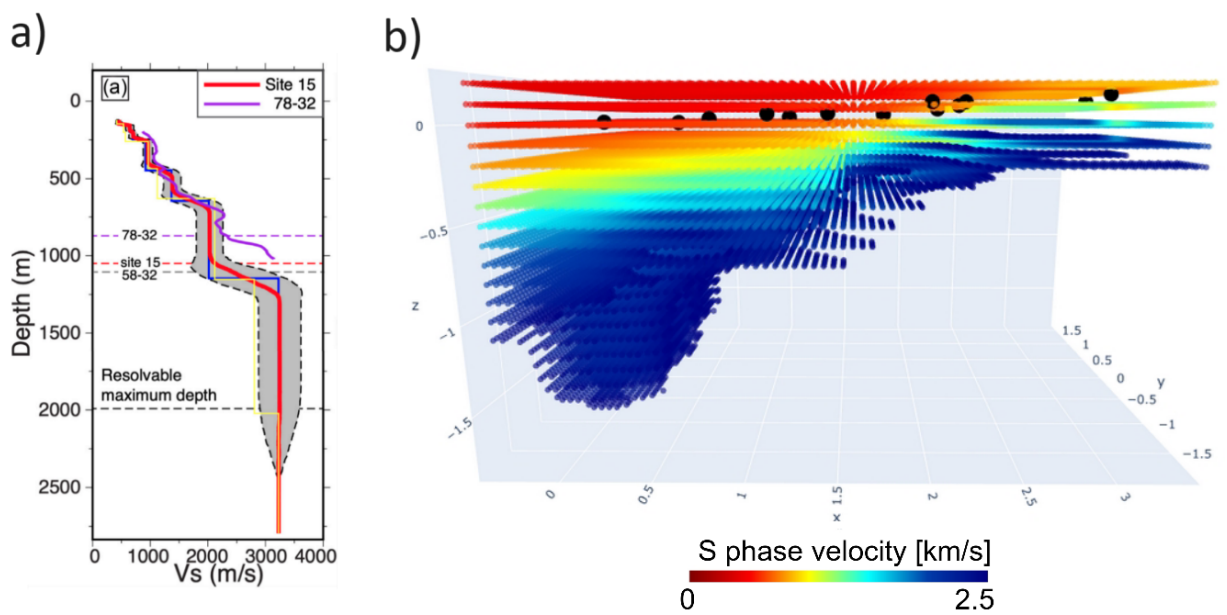 a)
(a)
Site 15
78-32
0
500
78-32
1000
site 15
58-32
Depth (m)
1500
Resolvable
maximum depth
2000
2500
0 1000 2000 3000 4000
Vs (m/s)
b)
0
−0.5
z
−1
−1.5
1.5
1
0.5
0
y
−0.5
−1
−1.5
0 0.5 1 1.5 2 2.5 3
x
S phase velocity [km/s]
0 2.5